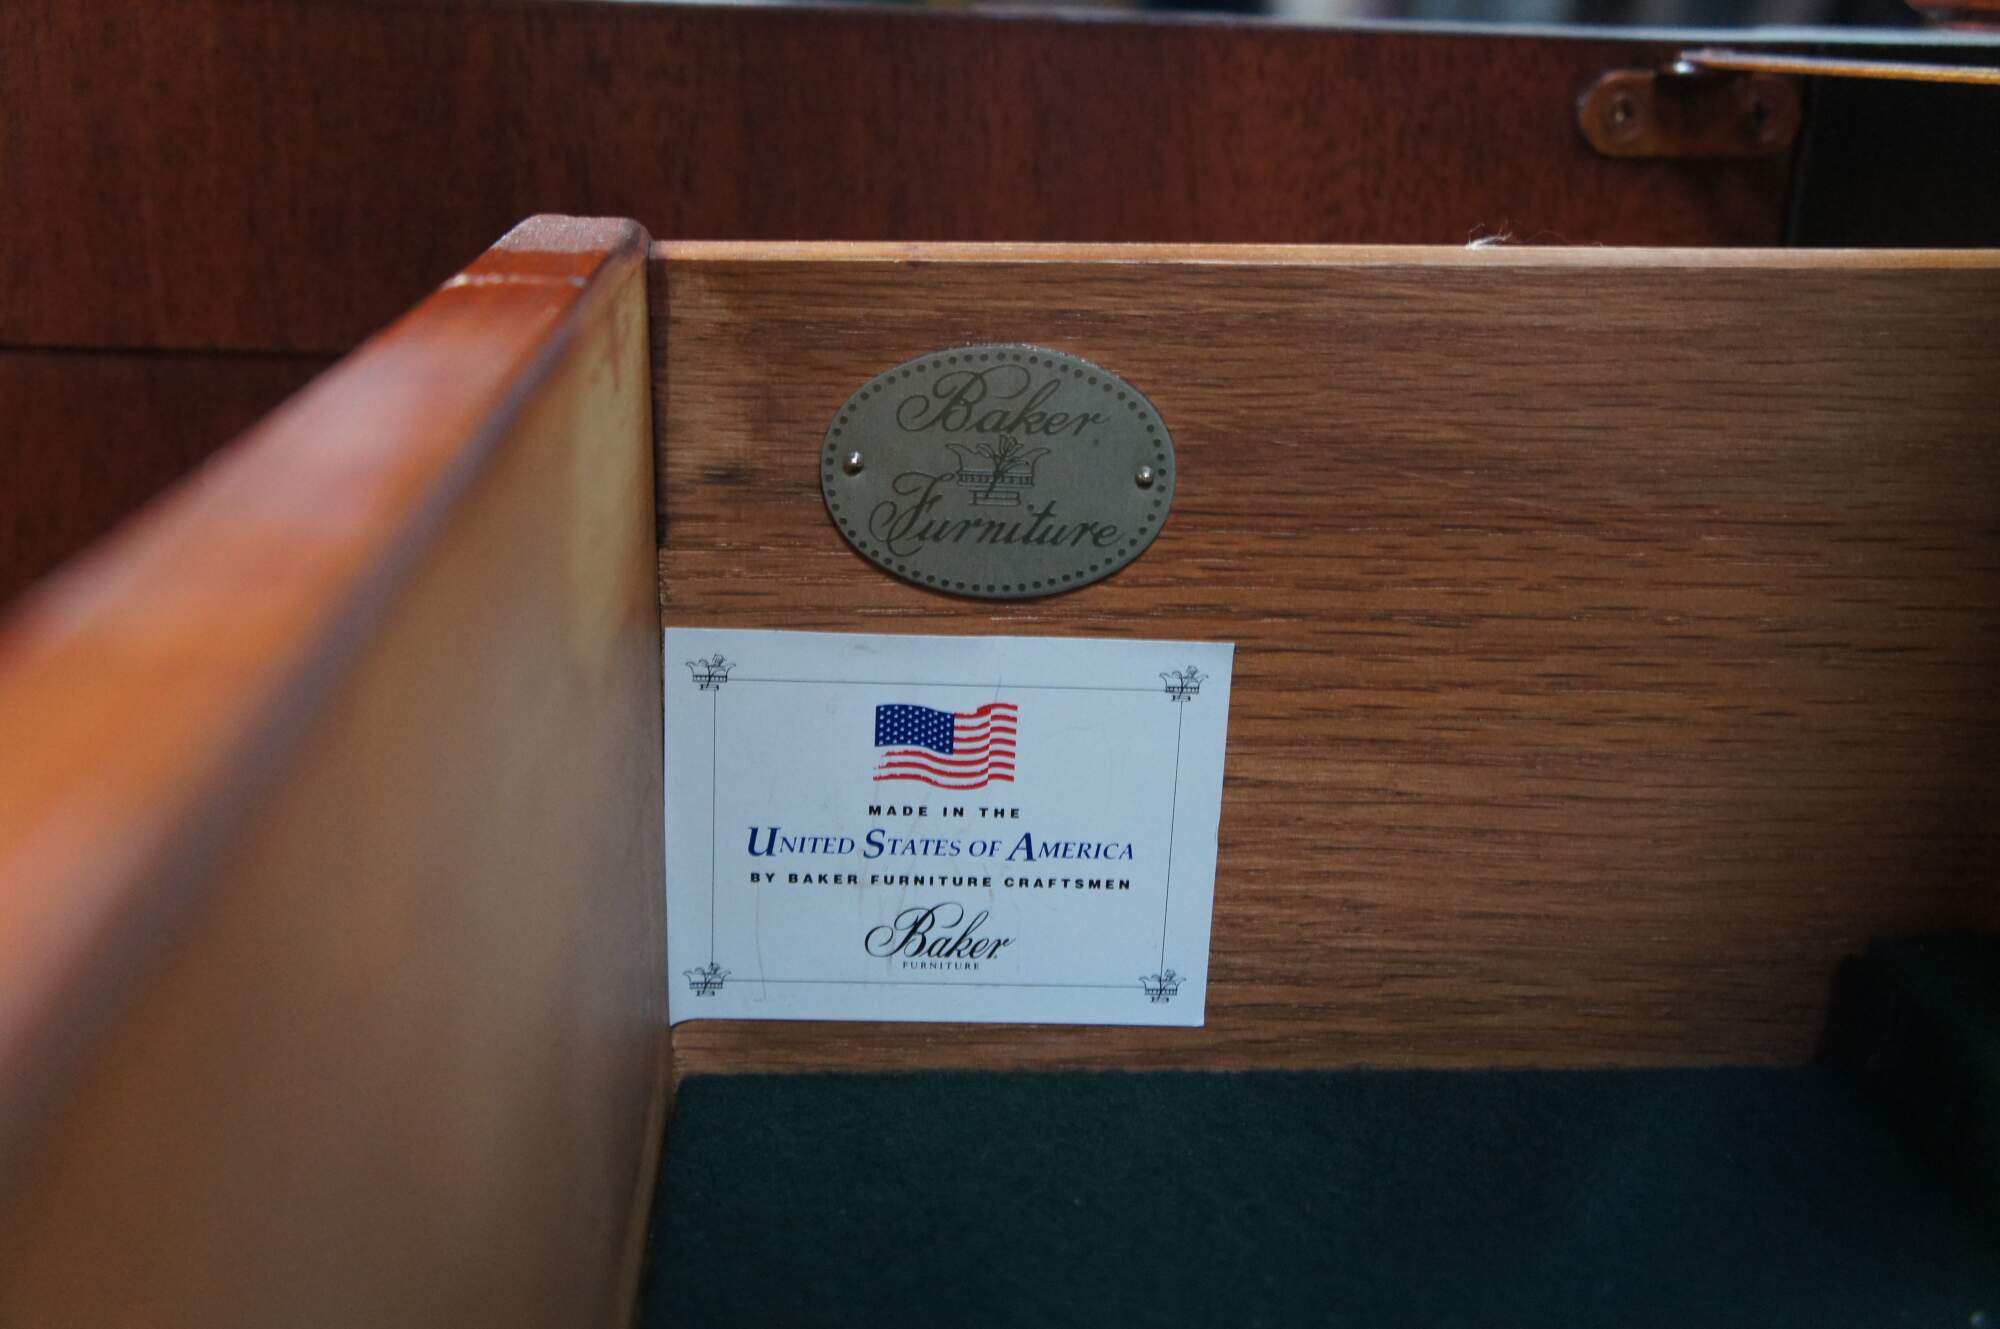 Baker
Furniture
MADE IN THE
UNITED STATES OF AMERICA
BY BAKER FURNITURE CRAFTSMEN
Baker
FURNITURE